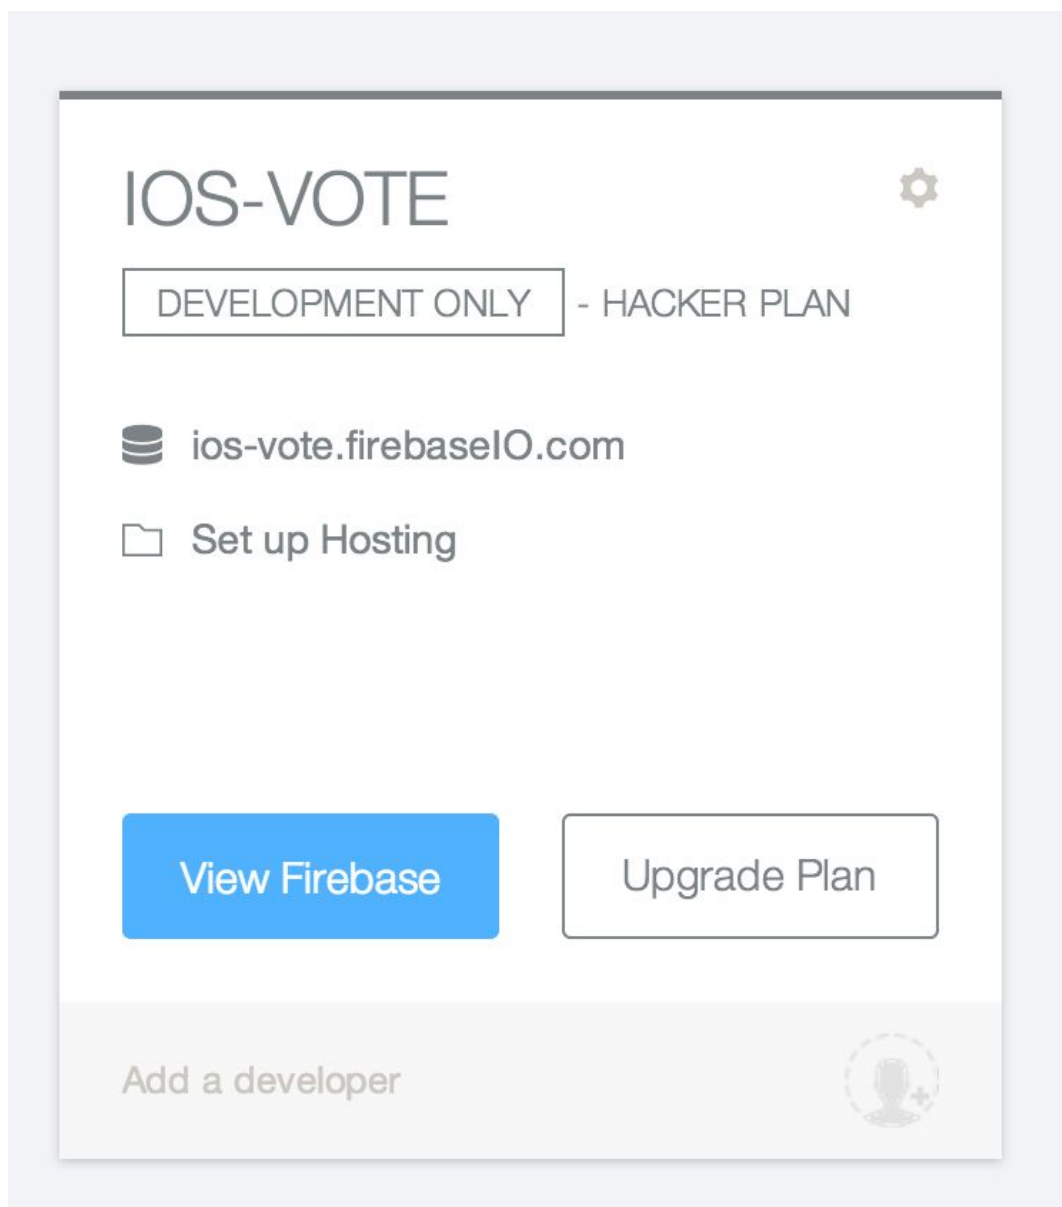 IOS-VOTE
DEVELOPMENT ONLY - HACKER PLAN
ios-vote.firebaseIO.com
Set up Hosting
View Firebase
Upgrade Plan
Add a developer